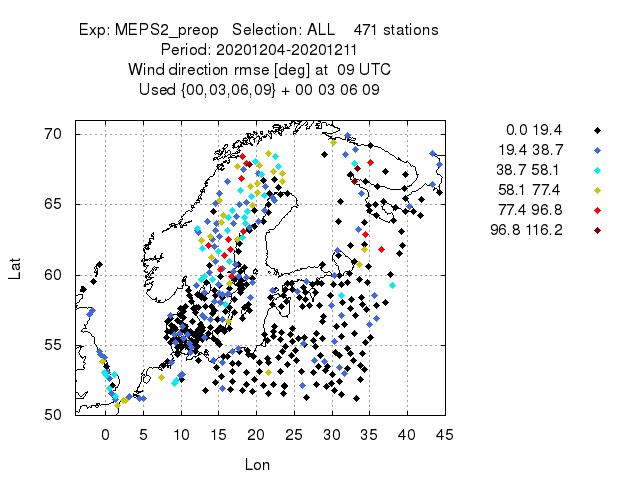 Exp: MEPS2_preop   Selection: ALL    471 stations
Period: 20201204-20201211
Wind direction rmse [deg] at  09 UTC
Used {00,03,06,09} + 00 03 06 09
0.0 19.4
19.4 38.7
38.7 58.1
58.1 77.4
77.4 96.8
96.8 116.2
70
65
60
55
50
Lat
0 5 10 15 20 25 30 35 40 45
Lon